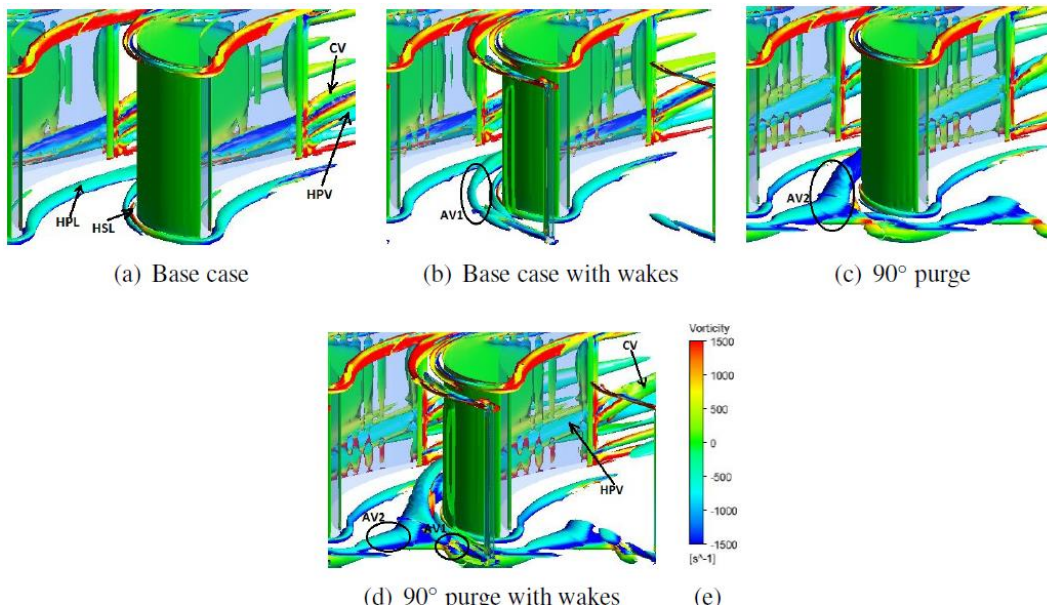 CV
HPV
HPL
HSL
AV1
AV2
(a) Base case
(b) Base case with wakes
(c) 90° purge
Vorticity
1500
1000
500
0
-500
-1000
-1500
[s^-1]
CV
HPV
AV2
AV1
(d) 90° purge with wakes
(e)